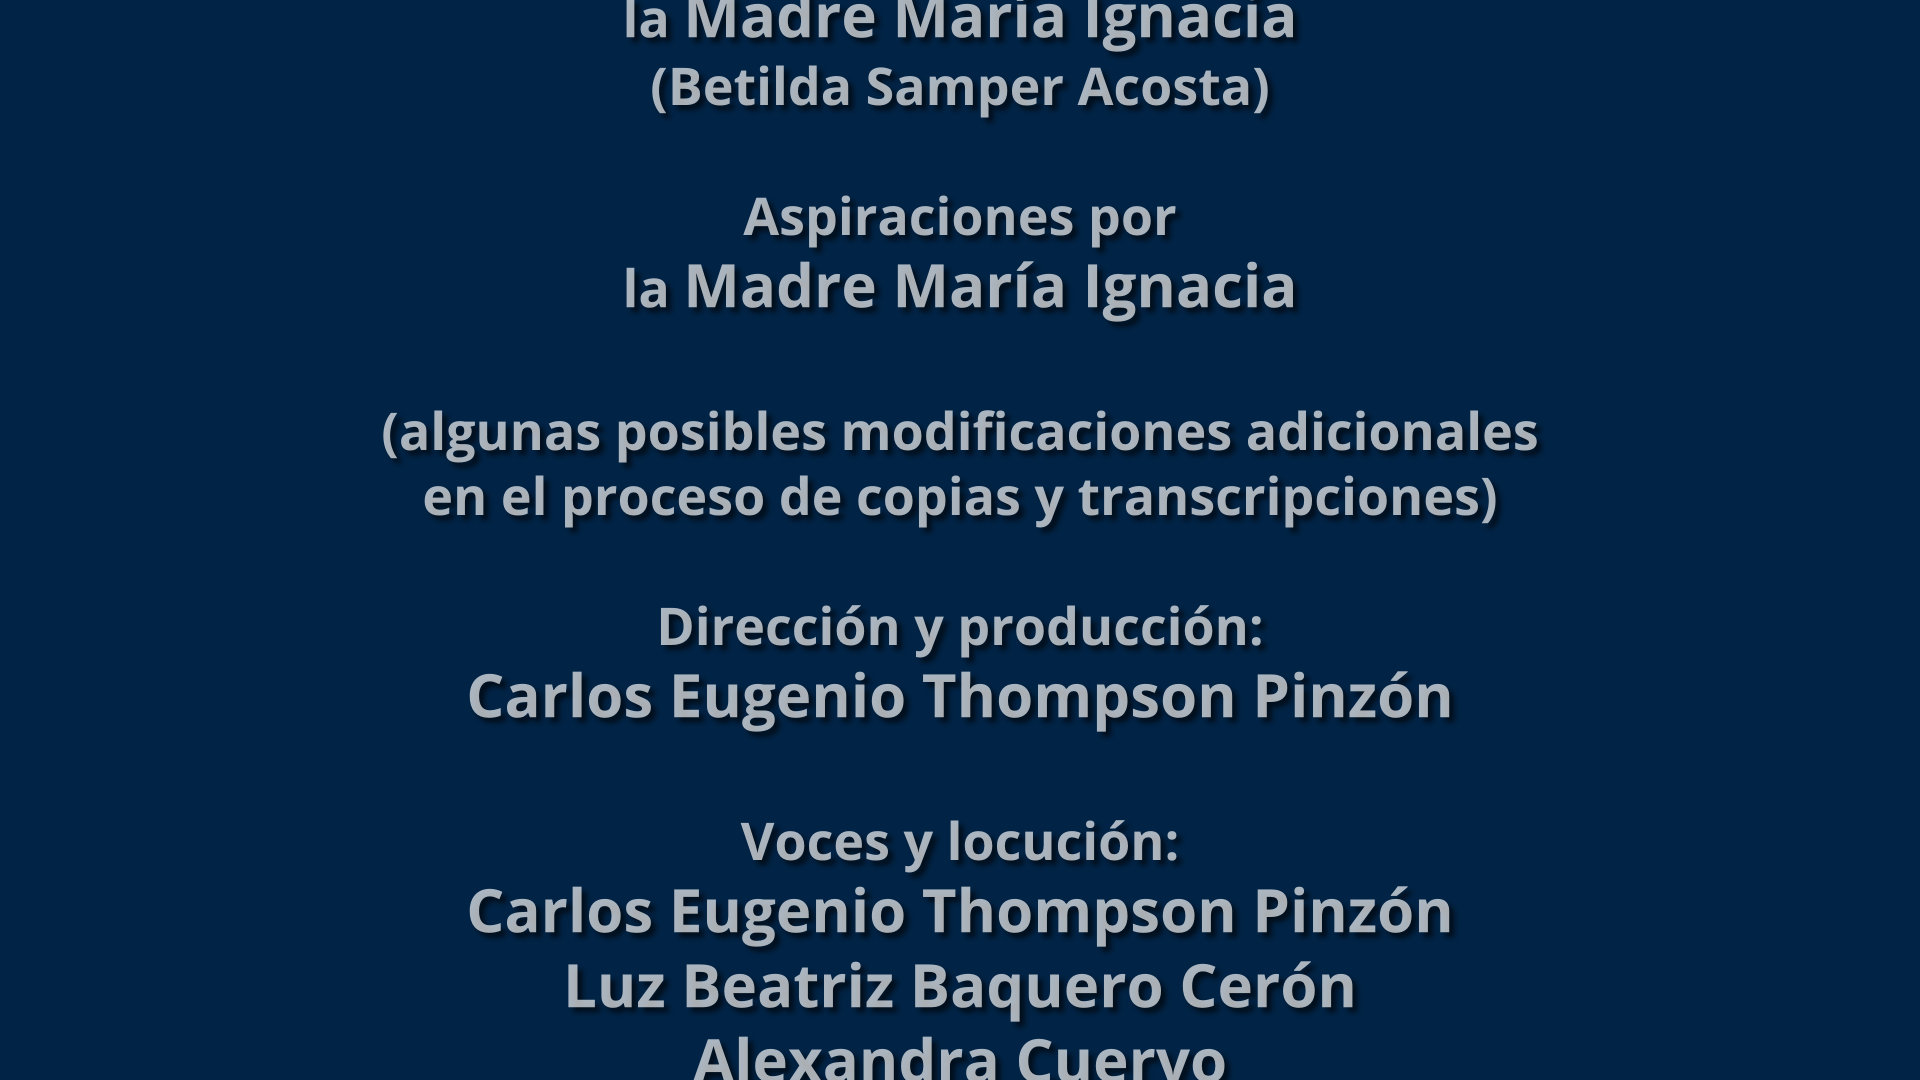 la Madre María Ignacia
(Betilda Samper Acosta)
Aspiraciones por
la Madre María Ignacia
(algunas posibles modificaciones adicionales
en el proceso de copias y transcripciones)
Dirección y producción:
Carlos Eugenio Thompson Pinzón
Voces y locución:
Carlos Eugenio Thompson Pinzón
Luz Beatriz Baquero Cerón
Alexandra Cuervo